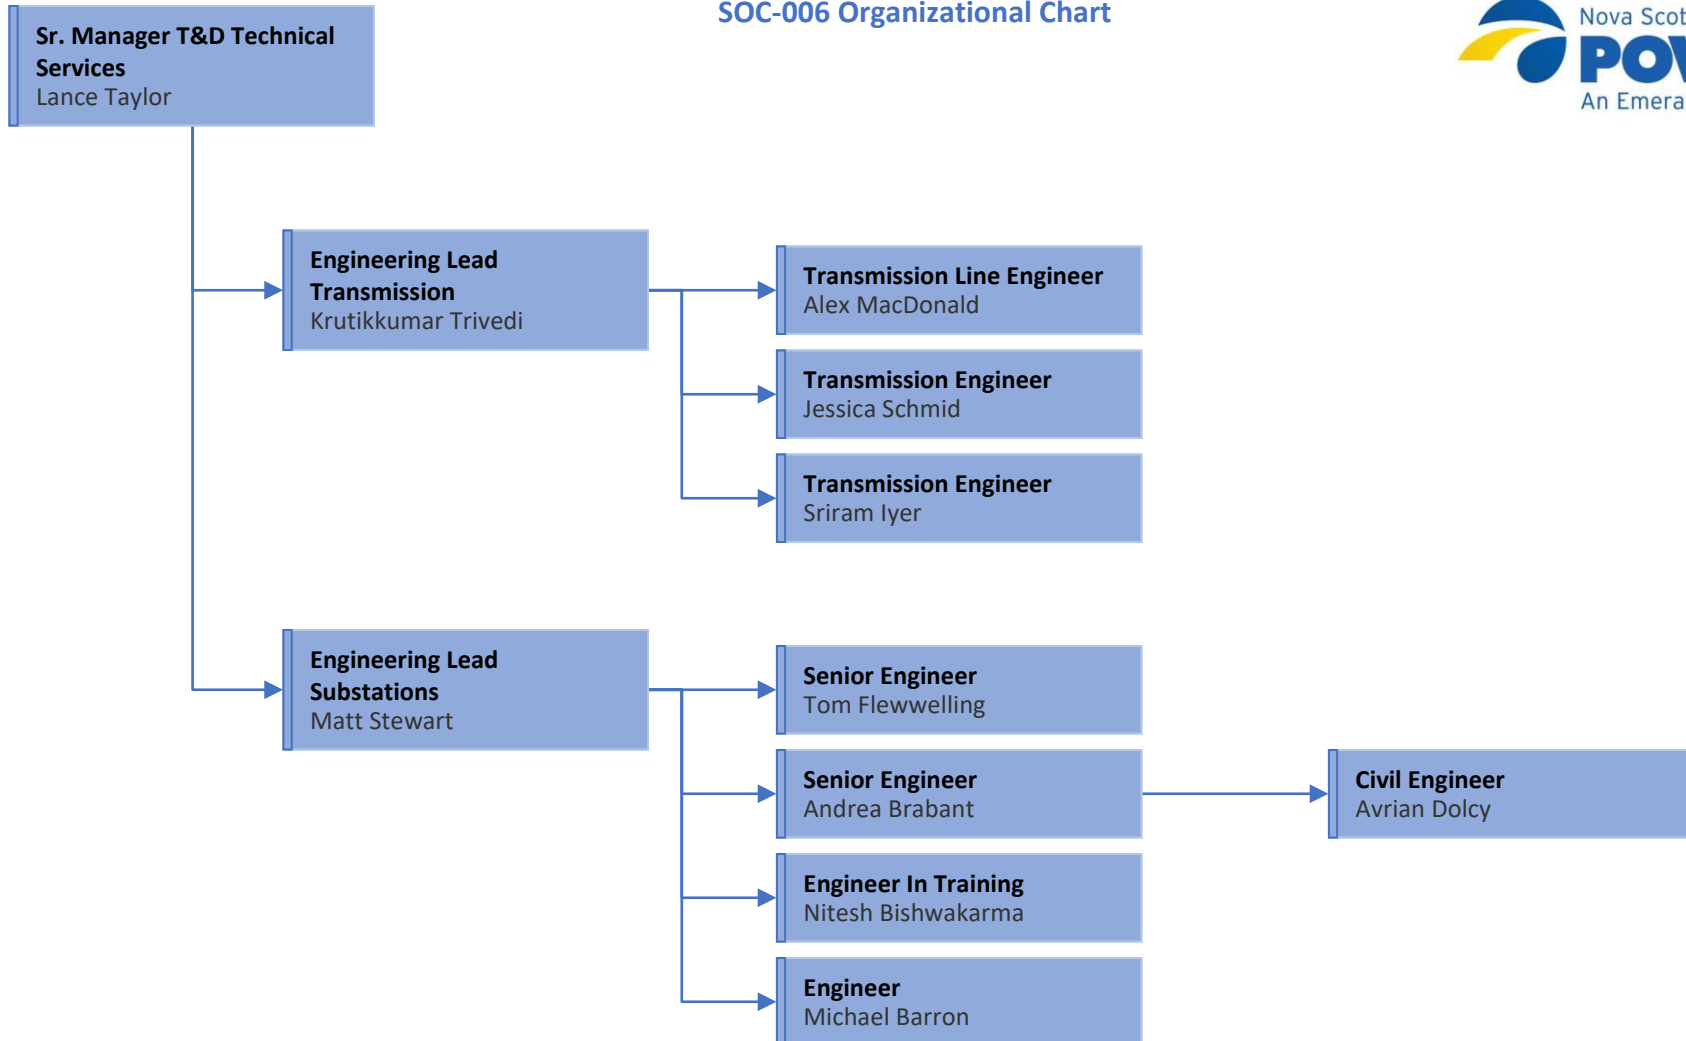 SOC-006 Organizational Chart
Nova Scot
POW
An Emera
Sr. Manager T&D Technical
Services
Lance Taylor
Engineering Lead
Transmission
Krutikkumar Trivedi
Transmission Line Engineer
Alex MacDonald
Transmission Engineer
Jessica Schmid
Transmission Engineer
Sriram Iyer
Engineering Lead
Substations
Matt Stewart
Senior Engineer
Tom Flewwelling
Senior Engineer
Andrea Brabant
Civil Engineer
Avrian Dolcy
Engineer In Training
Nitesh Bishwakarma
Engineer
Michael Barron